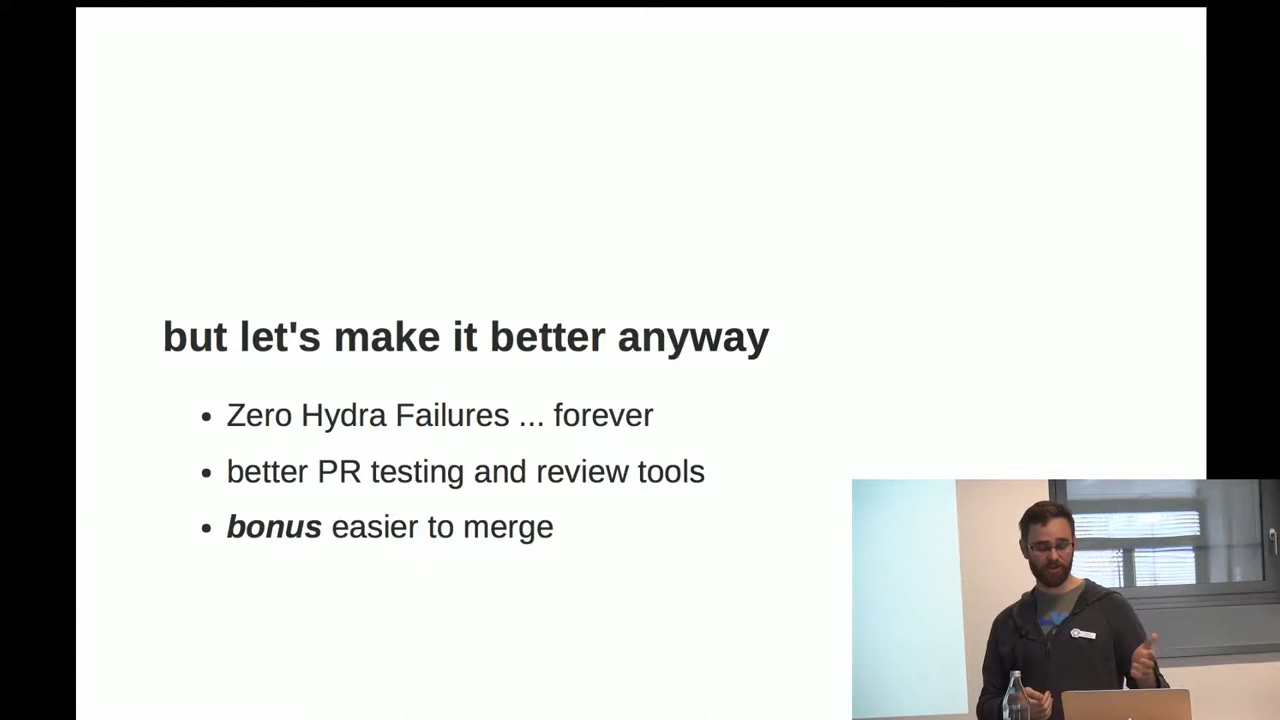 but let's make it better anyway
Zero Hydra Failures ... forever
better PR testing and review tools
bonus easier to merge